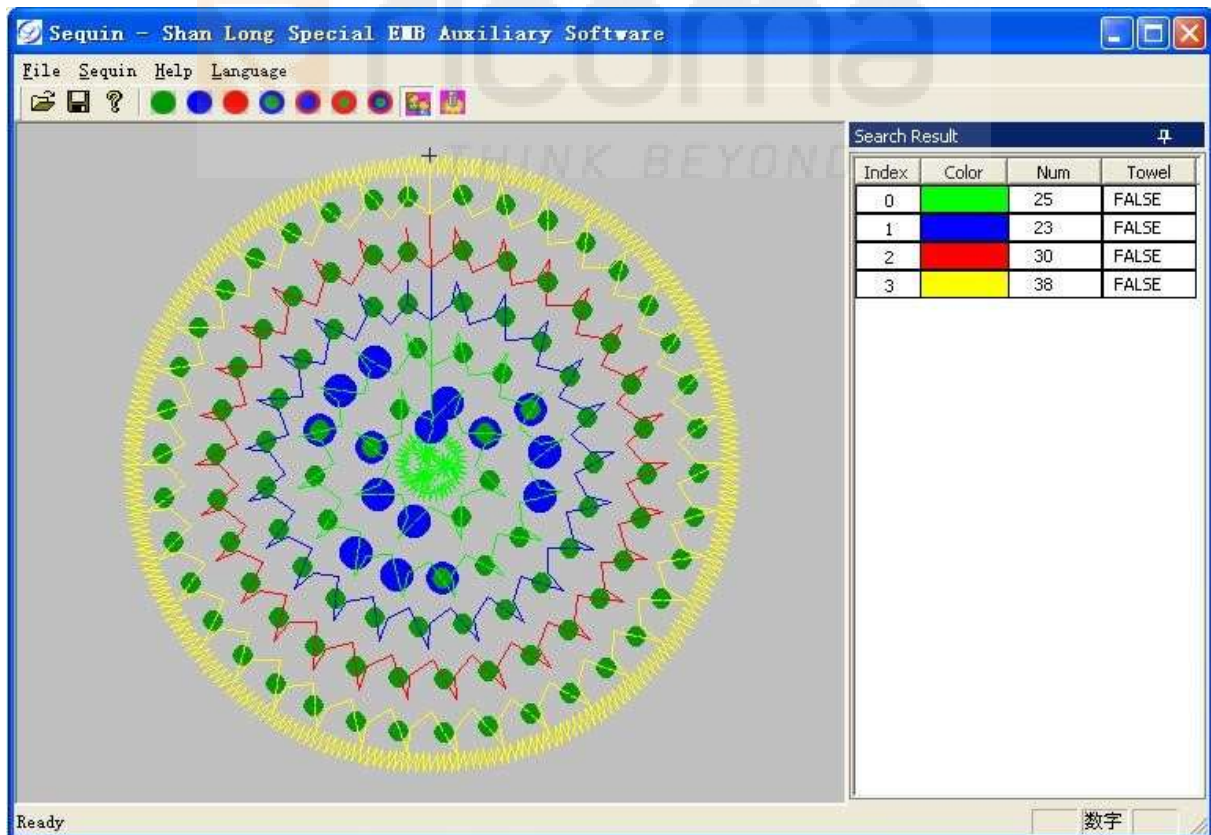 ricoma
THINK BEYOND
Sequin - Shan Long Special EMB Auxiliary Software
File Sequin Help Language
Search Result
Index Color Num Towel
0 25 FALSE
1 23 FALSE
2 30 FALSE
3 38 FALSE
Ready 数字